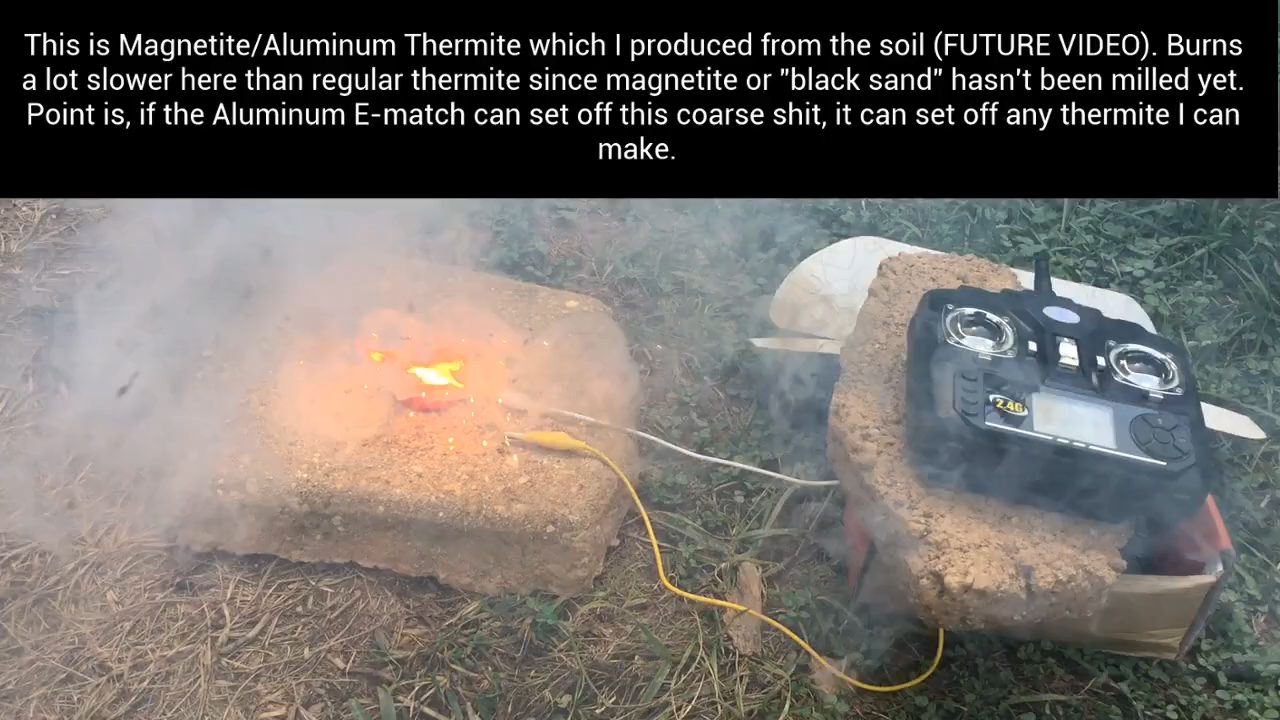 This is Magnetite/Aluminum Thermite which I produced from the soil (FUTURE VIDEO). Burns
a lot slower here than regular thermite since magnetite or "black sand" hasn't been milled yet.
Point is, if the Aluminum E-match can set off this coarse shit, it can set off any thermite I can
make.
2.4G